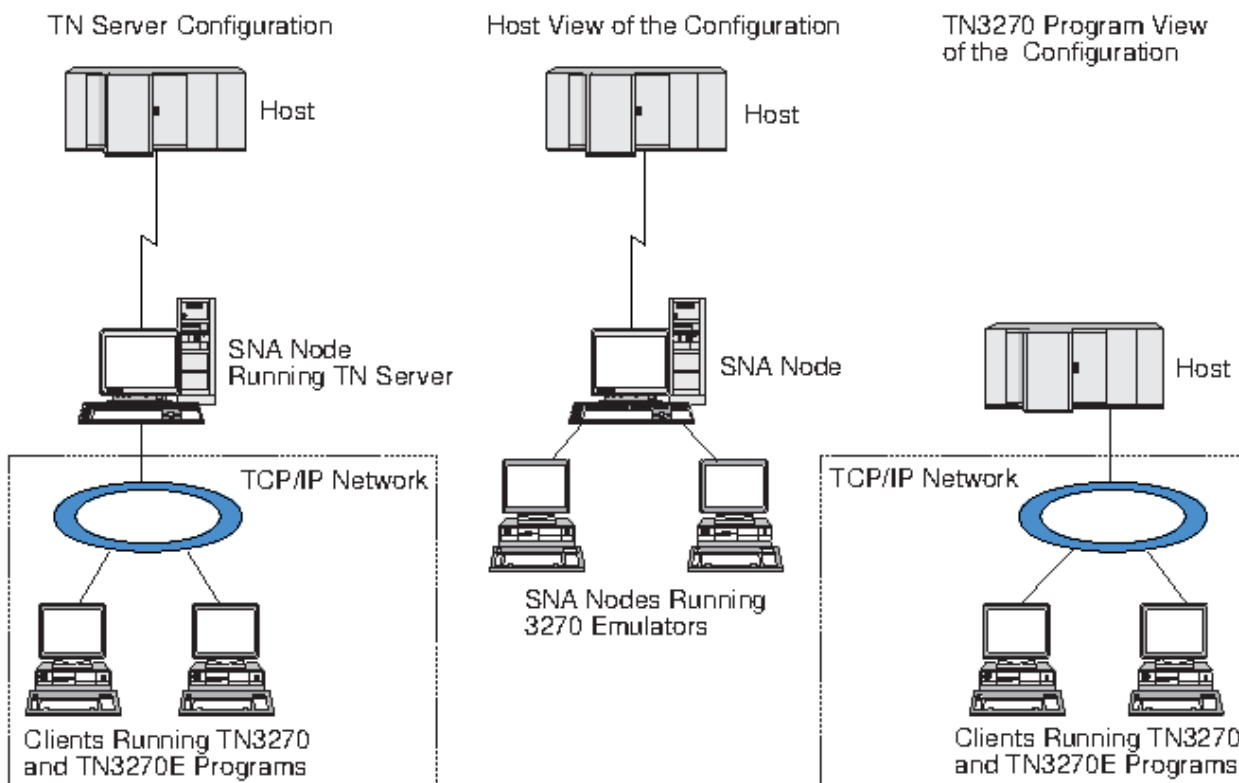 TN Server Configuration
Host
SNA Node
Running TN Server
TCP/IP Network
Clients Running TN3270
and TN3270E Programs
Host View of the Configuration
Host
SNA Node
SNA Nodes Running
3270 Emulators
TN3270 Program View
of the Configuration
Host
TCP/IP Network
Clients Running TN3270
and TN3270E Programs